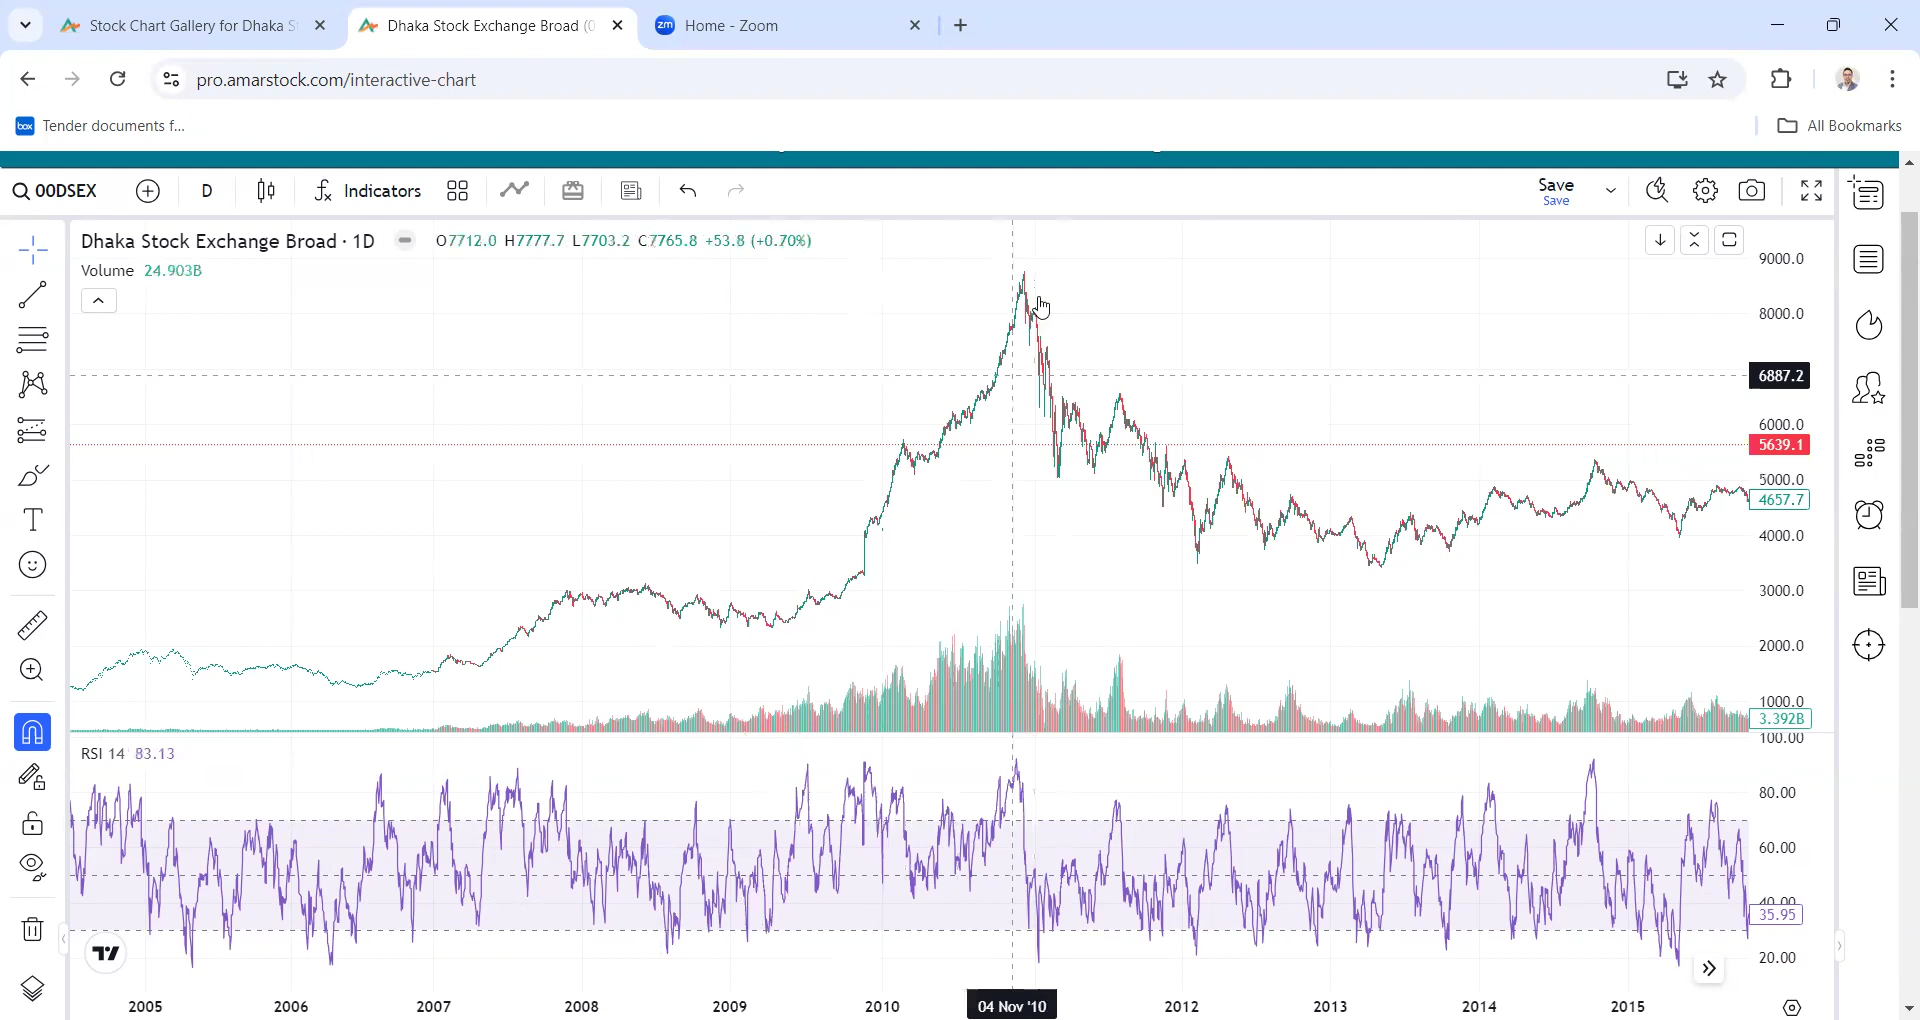 Stock Chart Gallery for Dhaka S
Dhaka Stock Exchange Broad (0
zm Home - Zoom
pro.amarstock.com/interactive-chart
box Tender documents f...
All Bookmarks
00DSEX
D
Indicators
Save
Save
Dhaka Stock Exchange Broad · 1D
O7712.0 H7777.7 L7703.2 C7765.8 +53.8 (+0.70%)
Volume 24.903B
9000.0
8000.0
6887.2
6000.0
5639.1
5000.0
4657.7
4000.0
3000.0
2000.0
1000.0
3.392B
RSI 14 83.13
100.00
80.00
60.00
40.00
35.95
20.00
2005 2006 2007 2008 2009 2010 04 Nov '10 2012 2013 2014 2015